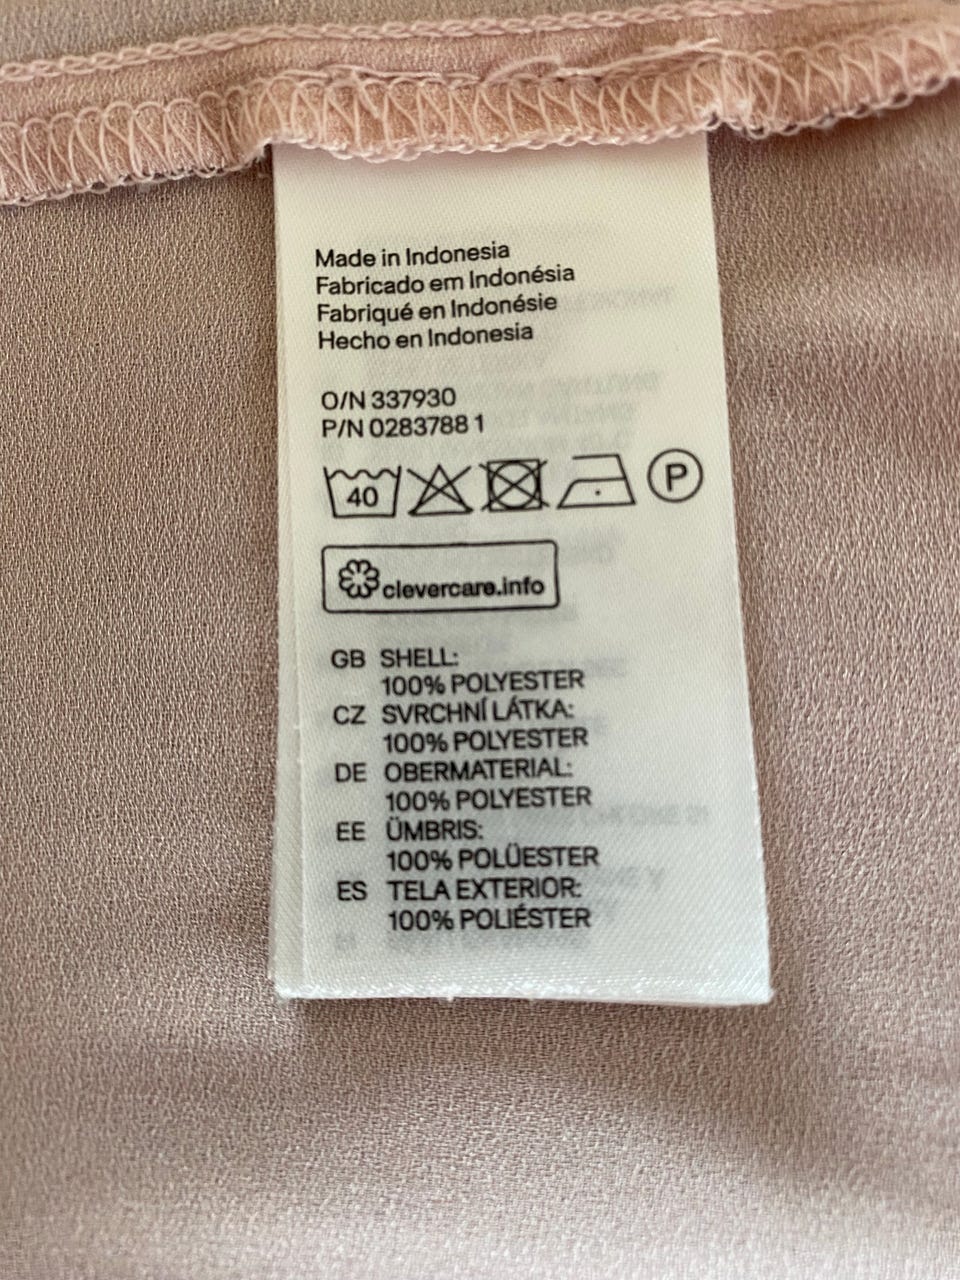 Made in Indonesia
Fabricado em Indonésia
Fabriqué en Indonésie
Hecho en Indonesia
O/N 337930
P/N 0283788 1
40 P
clevercare.info
GB SHELL:
100% POLYESTER
CZ SVRCHNÍ LÁTKA:
100% POLYESTER
DE OBERMATERIAL:
100% POLYESTER
EE ÜMBRIS:
100% POLÜESTER
ES TELA EXTERIOR:
100% POLIÉSTER